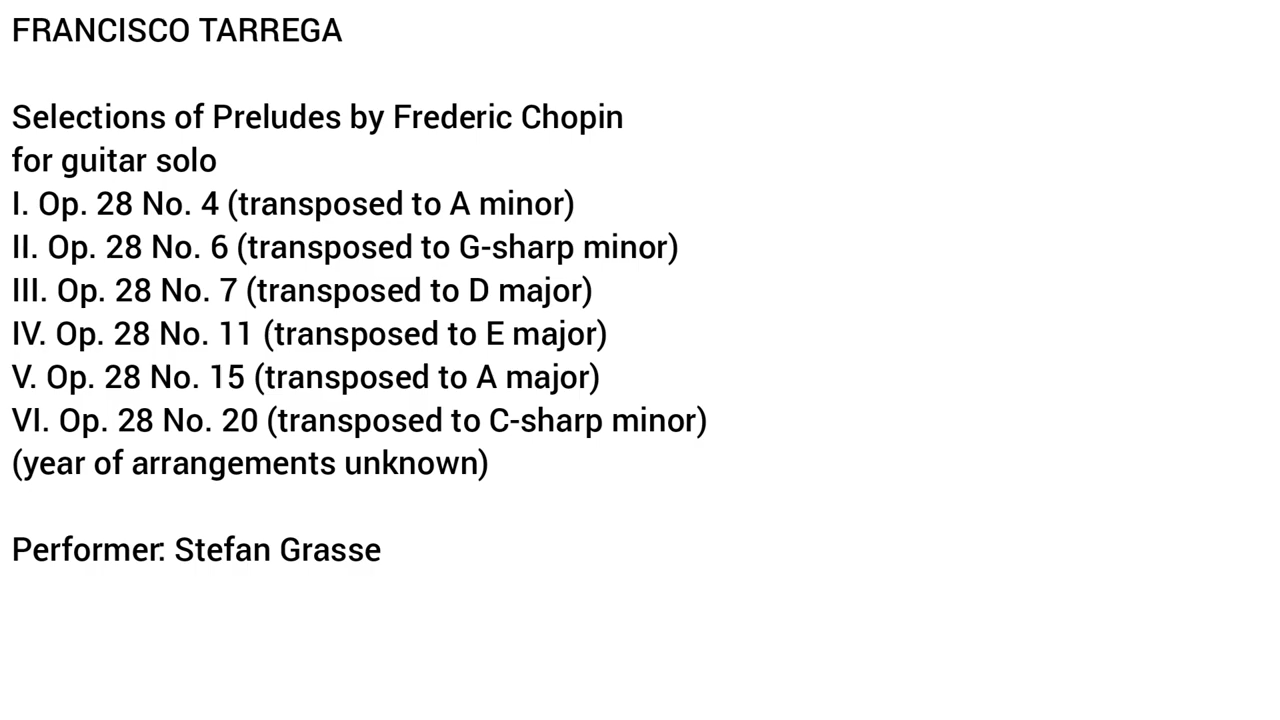 FRANCISCO TARREGA
Selections of Preludes by Frederic Chopin
for guitar solo
I. Op. 28 No. 4 (transposed to A minor)
II. Op. 28 No. 6 (transposed to G-sharp minor)
III. Op. 28 No. 7 (transposed to D major)
IV. Op. 28 No. 11 (transposed to E major)
V. Op. 28 No. 15 (transposed to A major)
VI. Op. 28 No. 20 (transposed to C-sharp minor)
(year of arrangements unknown)
Performer: Stefan Grasse